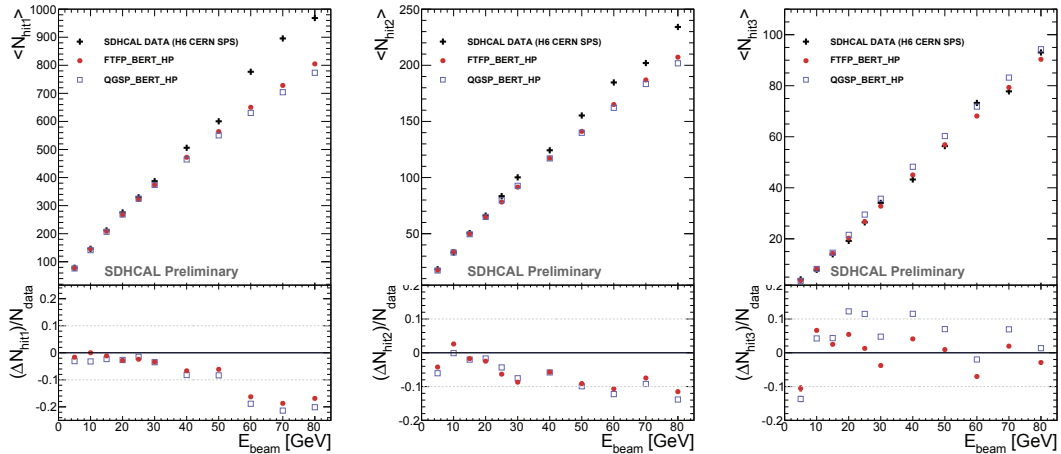 <N_hit1>
1000
900
800
700
600
500
400
300
200
100
SDHCAL DATA (H6 CERN SPS)
FTFP_BERT_HP
QGSP_BERT_HP
SDHCAL Preliminary
(ΔN_hit1)/N_data
0.2
0.1
0
-0.1
-0.2
0 10 20 30 40 50 60 70 80
E_beam [GeV]
<N_hit2>
250
200
150
100
50
0
SDHCAL DATA (H6 CERN SPS)
FTFP_BERT_HP
QGSP_BERT_HP
SDHCAL Preliminary
(ΔN_hit2)/N_data
0.2
0.1
0
-0.1
-0.2
0 10 20 30 40 50 60 70 80
E_beam [GeV]
<N_hit3>
100
80
60
40
20
SDHCAL DATA (H6 CERN SPS)
FTFP_BERT_HP
QGSP_BERT_HP
SDHCAL Preliminary
(ΔN_hit3)/N_data
0.2
0.1
0
-0.1
-0.2
0 10 20 30 40 50 60 70 80
E_beam [GeV]